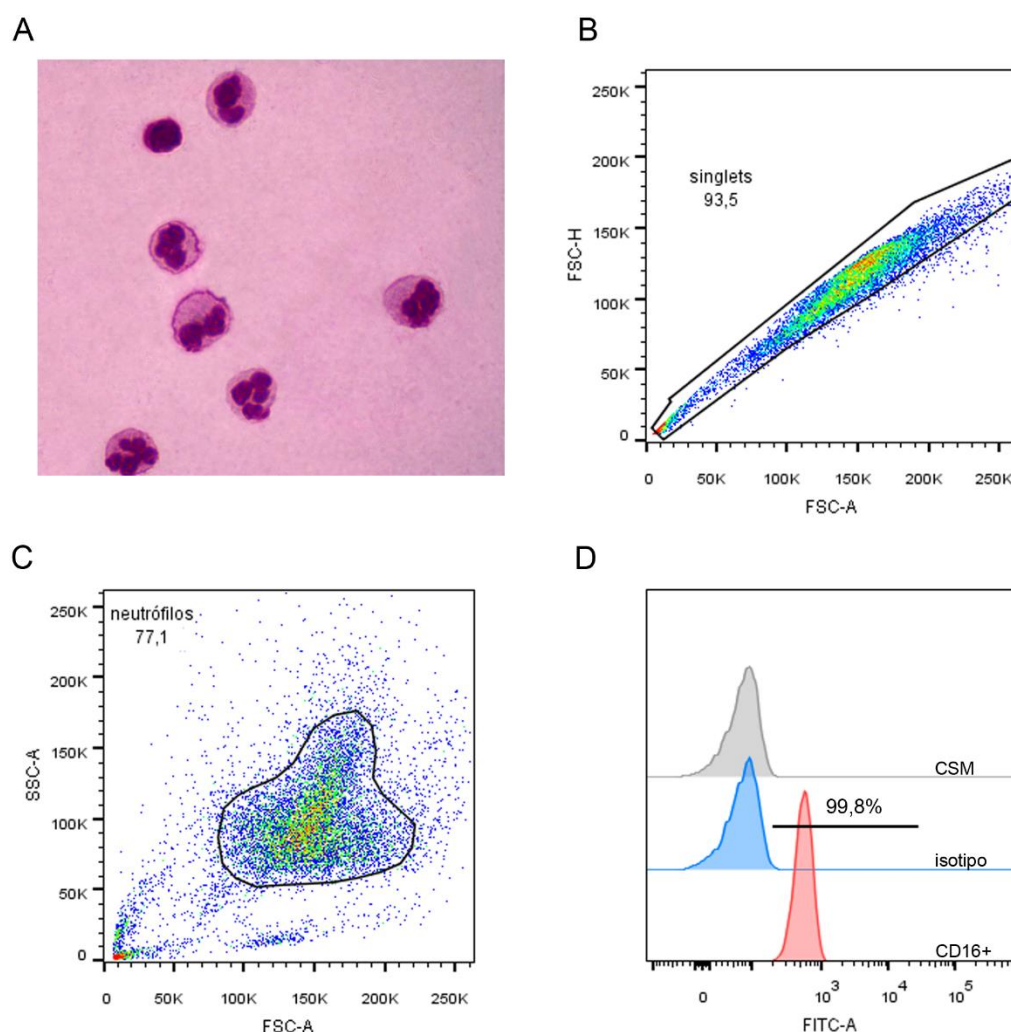 A
B
250K
200K
150K
100K
50K
0
FSC-H
singlets
93,5
0
50K
100K
150K
200K
250K
FSC-A
C
D
250K
200K
150K
100K
50K
0
SSC-A
neutrófilos
77,1
0
50K
100K
150K
200K
250K
FSC-A
CSM
99,8%
isotipo
CD16+
0
10³
10⁴
10⁵
FITC-A